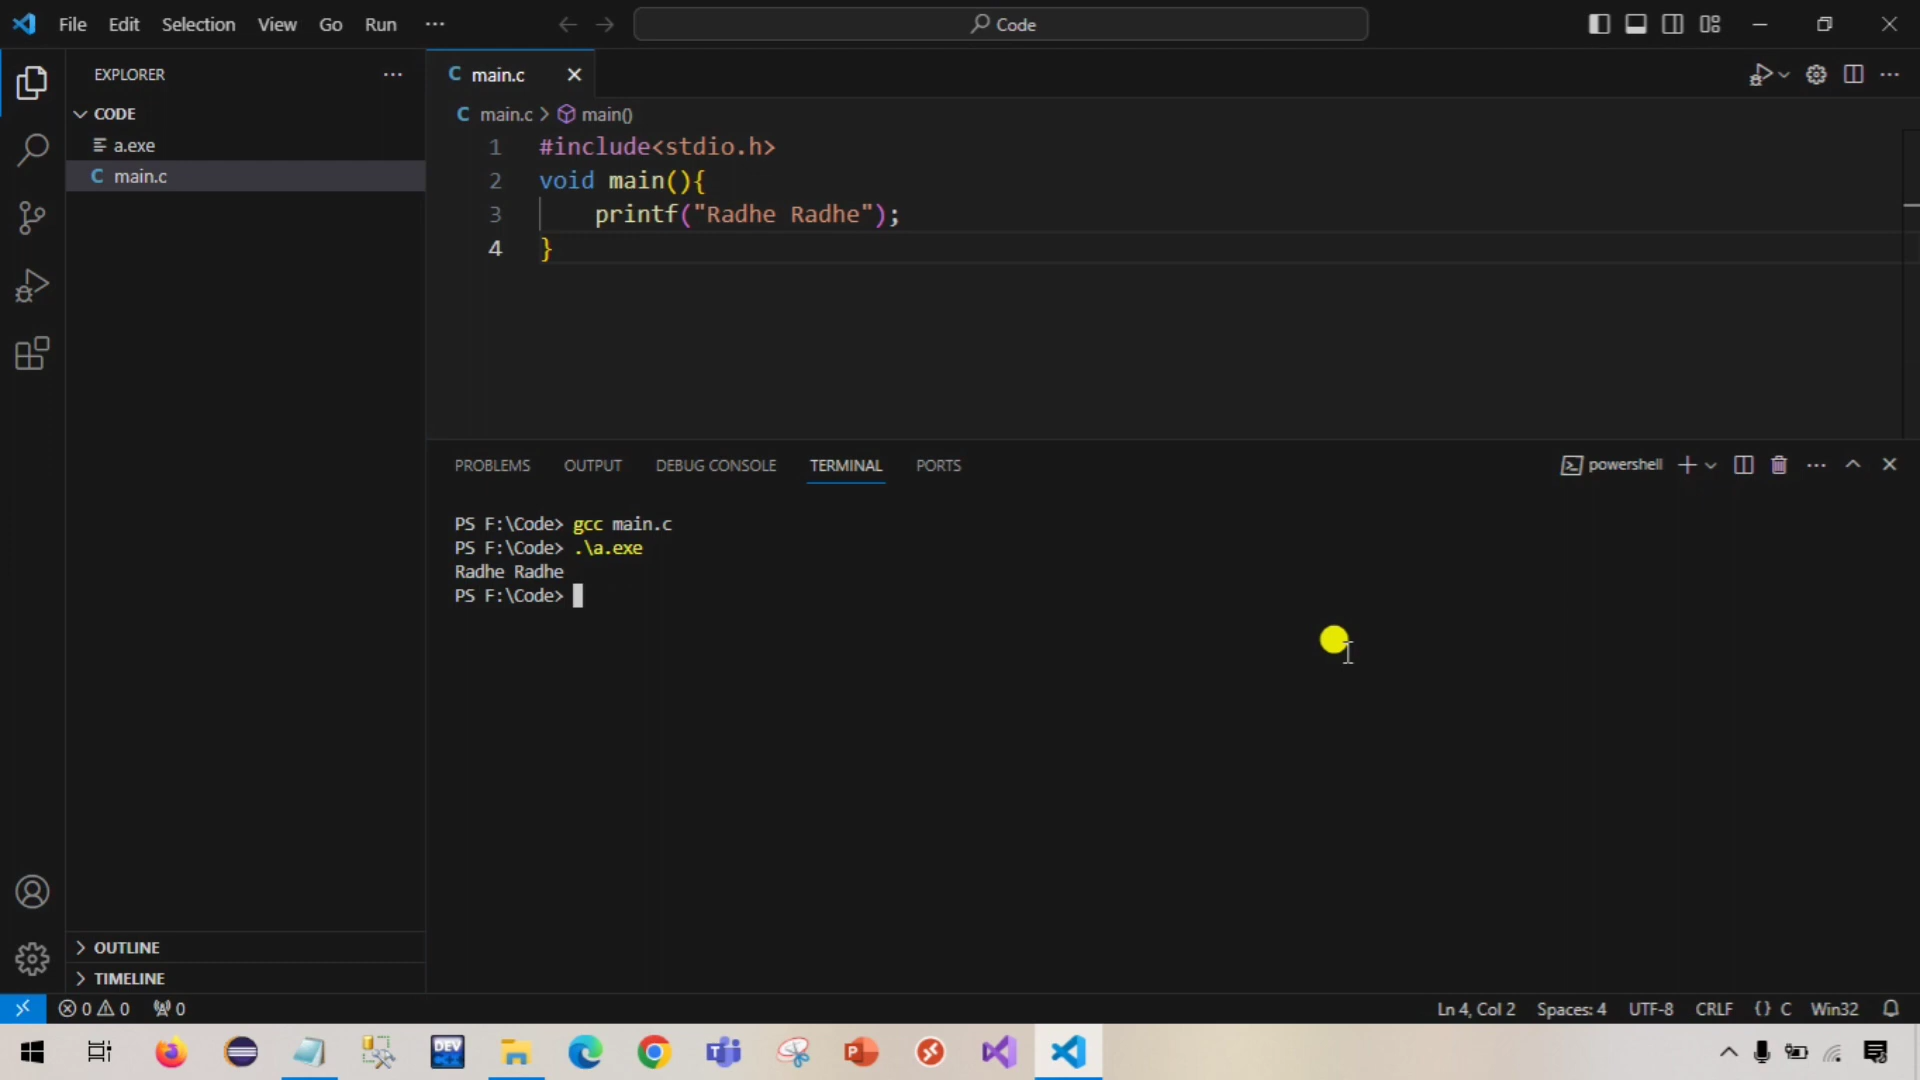 File Edit Selection View Go Run ···
Code
EXPLORER ···
CODE
a.exe
C main.c
OUTLINE
TIMELINE
C main.c
C main.c > main()
1 #include<stdio.h>
2 void main(){
3 printf("Radhe Radhe");
4 }
PROBLEMS OUTPUT DEBUG CONSOLE TERMINAL PORTS
powershell
PS F:\Code> gcc main.c
PS F:\Code> .\a.exe
Radhe Radhe
PS F:\Code>
0 0 0
Ln 4, Col 2 Spaces: 4 UTF-8 CRLF {} C Win32
DEV
P